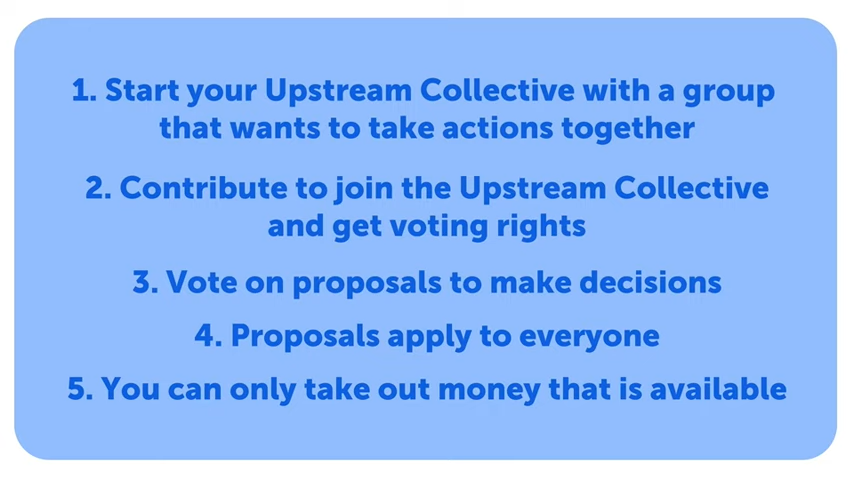 1. Start your Upstream Collective with a group
that wants to take actions together
2. Contribute to join the Upstream Collective
and get voting rights
3. Vote on proposals to make decisions
4. Proposals apply to everyone
5. You can only take out money that is available